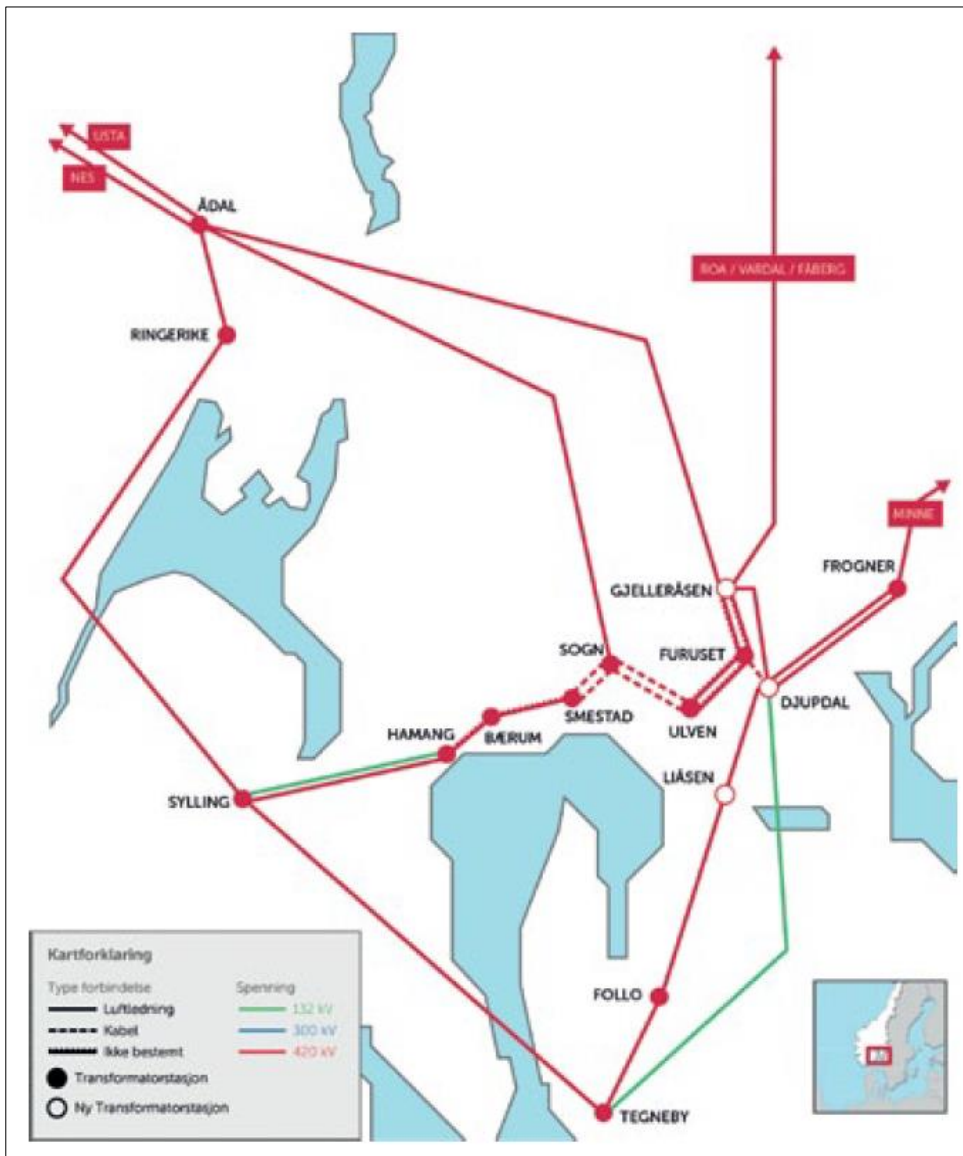 USTA
NES
ÅDAL
ROA / VARDAL / FÅBERG
RINGERIKE
MINNE
FROGNER
GJELLERÅSEN
SOGN
FURUSET
DJUPDAL
SMESTAD
ULVEN
HAMANG
BÆRUM
LIÅSEN
SYLLING
FOLLO
TEGNEBY
Kartforklaring
Type forbindelse
Spenning
Luftledning
132 kV
Kabel
300 kV
Ikke bestemt
420 kV
Transformatorstasjon
Ny Transformatorstasjon